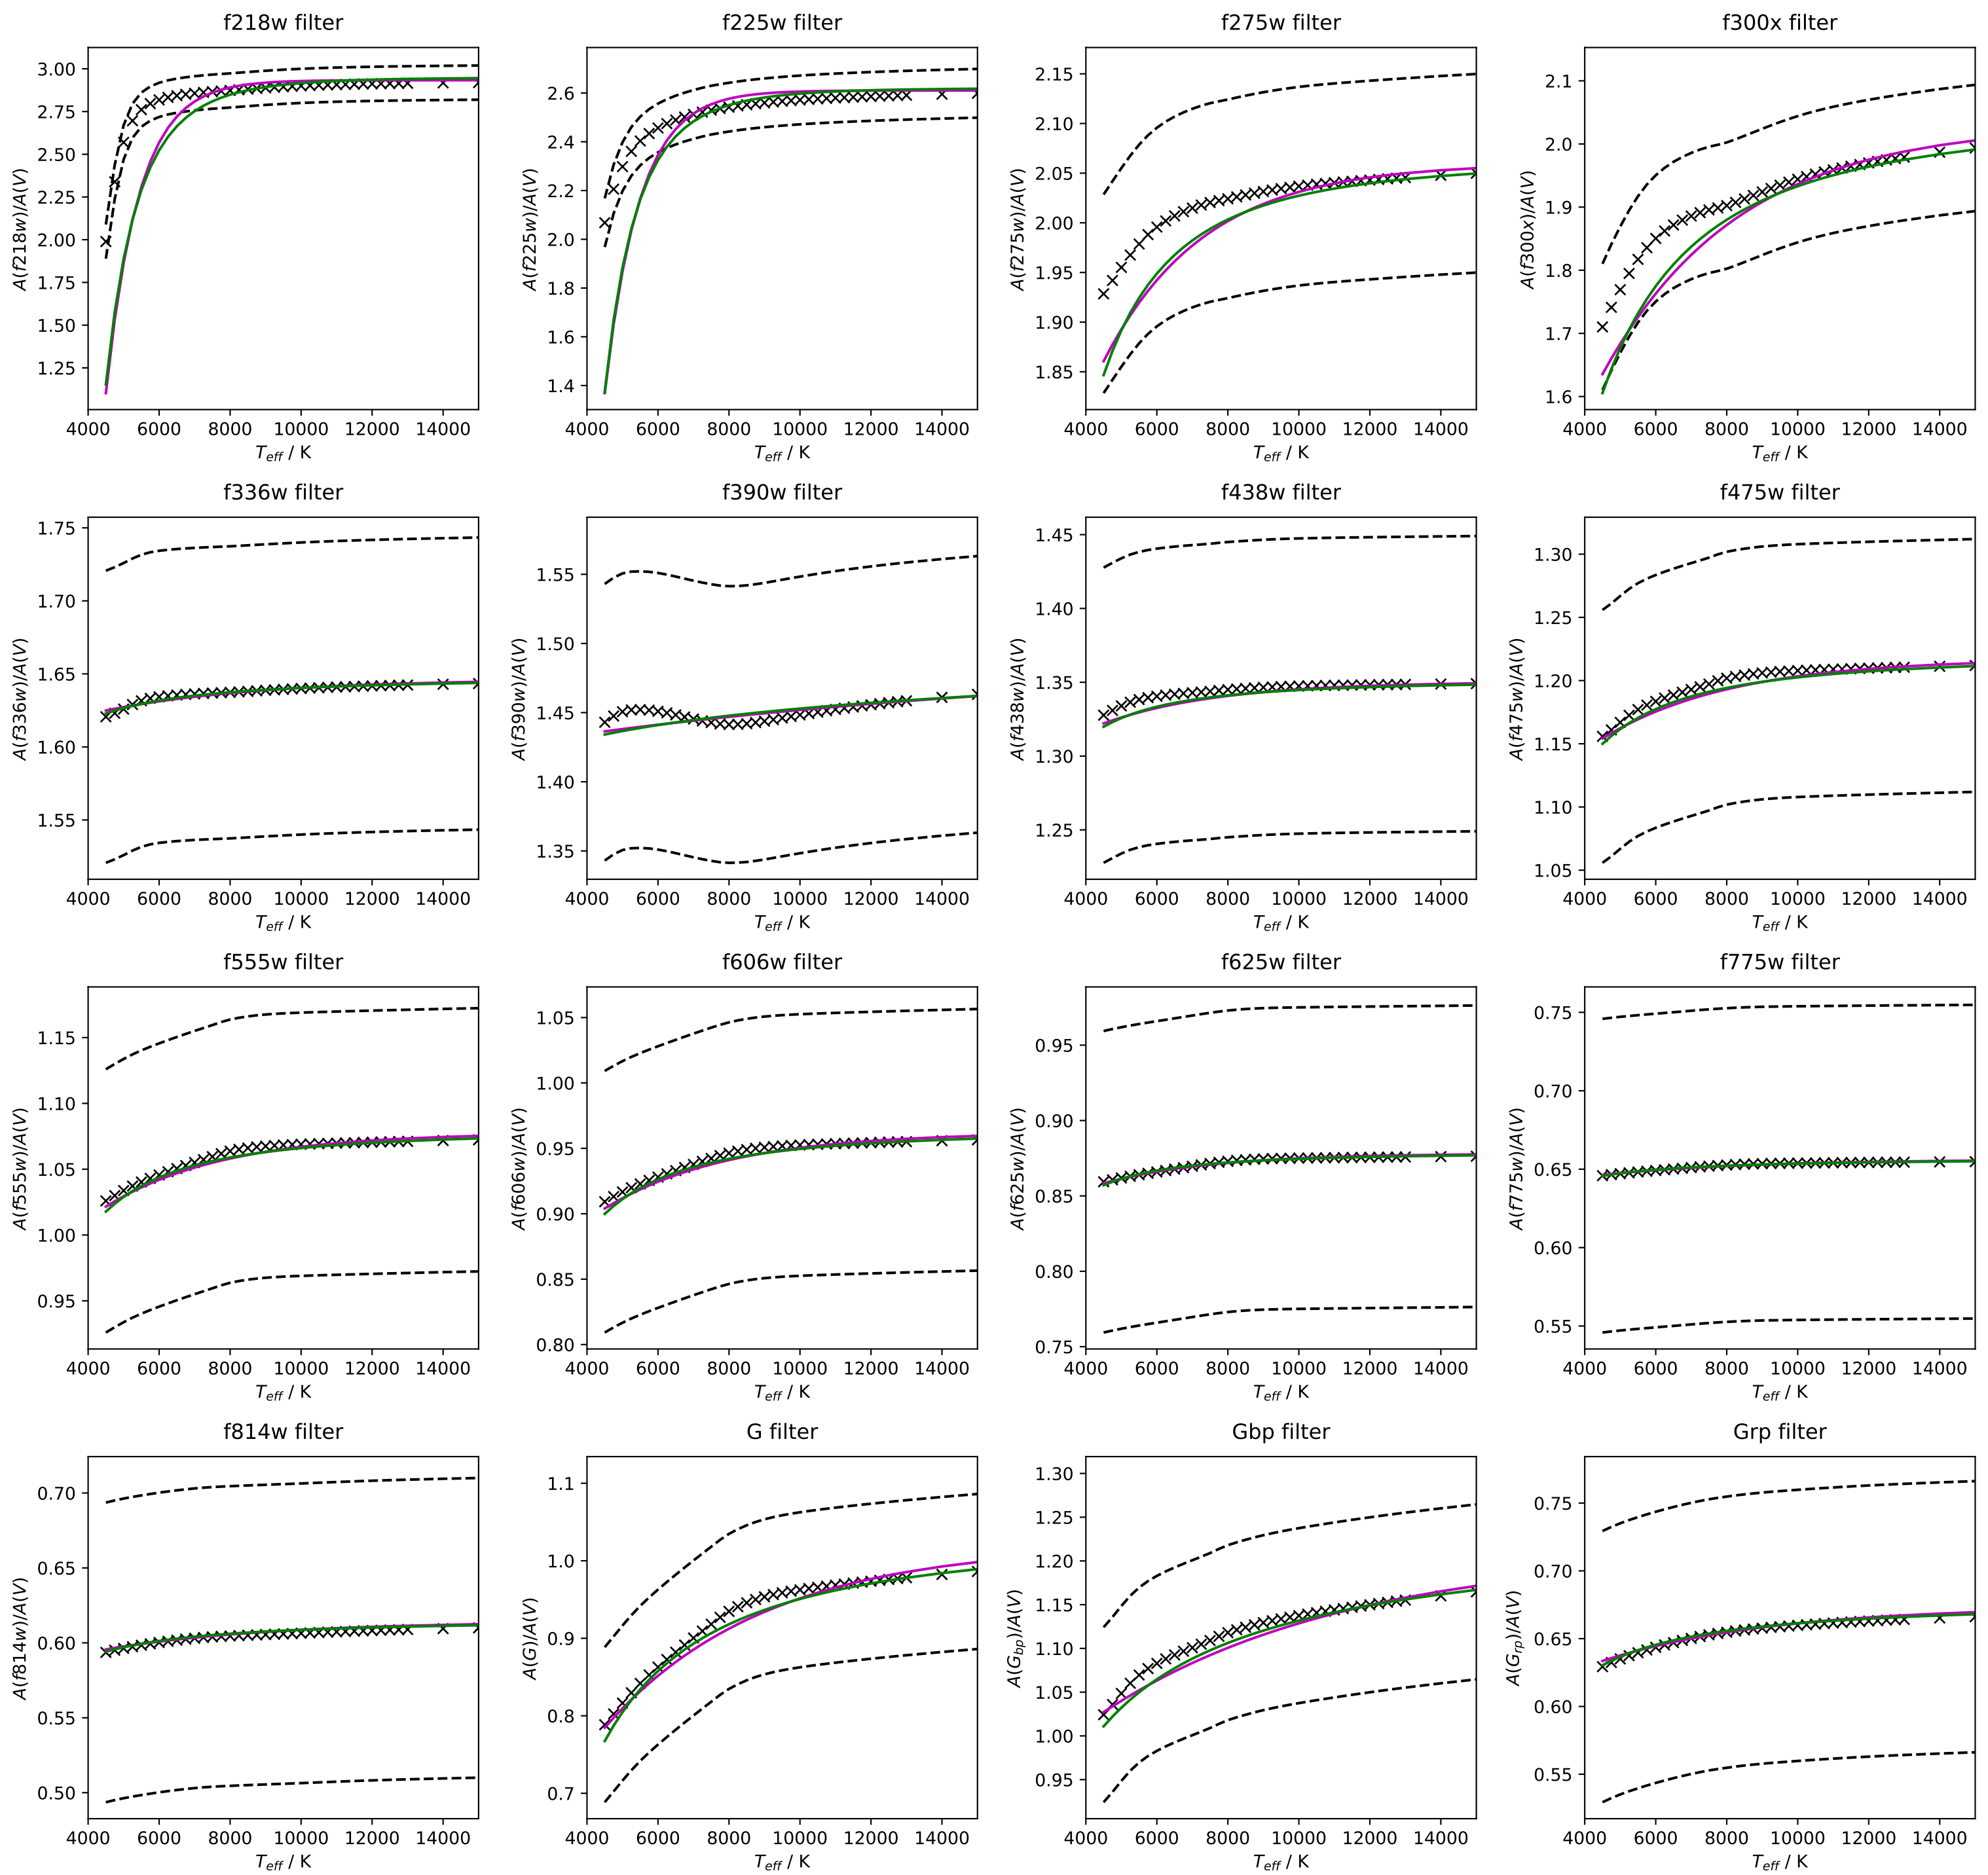 f218w filter
3.00
2.75
2.50
2.25
2.00
1.75
1.50
1.25
A(f218w)/A(V)
4000 6000 8000 10000 12000 14000
T_eff / K
f225w filter
2.6
2.4
2.2
2.0
1.8
1.6
1.4
A(f225w)/A(V)
4000 6000 8000 10000 12000 14000
T_eff / K
f275w filter
2.15
2.10
2.05
2.00
1.95
1.90
1.85
A(f275w)/A(V)
4000 6000 8000 10000 12000 14000
T_eff / K
f300x filter
2.1
2.0
1.9
1.8
1.7
1.6
A(f300x)/A(V)
4000 6000 8000 10000 12000 14000
T_eff / K
f336w filter
1.75
1.70
1.65
1.60
1.55
A(f336w)/A(V)
4000 6000 8000 10000 12000 14000
T_eff / K
f390w filter
1.55
1.50
1.45
1.40
1.35
A(f390w)/A(V)
4000 6000 8000 10000 12000 14000
T_eff / K
f438w filter
1.45
1.40
1.35
1.30
1.25
A(f438w)/A(V)
4000 6000 8000 10000 12000 14000
T_eff / K
f475w filter
1.30
1.25
1.20
1.15
1.10
1.05
A(f475w)/A(V)
4000 6000 8000 10000 12000 14000
T_eff / K
f555w filter
1.15
1.10
1.05
1.00
0.95
A(f555w)/A(V)
4000 6000 8000 10000 12000 14000
T_eff / K
f606w filter
1.05
1.00
0.95
0.90
0.85
0.80
A(f606w)/A(V)
4000 6000 8000 10000 12000 14000
T_eff / K
f625w filter
0.95
0.90
0.85
0.80
0.75
A(f625w)/A(V)
4000 6000 8000 10000 12000 14000
T_eff / K
f775w filter
0.75
0.70
0.65
0.60
0.55
A(f775w)/A(V)
4000 6000 8000 10000 12000 14000
T_eff / K
f814w filter
0.70
0.65
0.60
0.55
0.50
A(f814w)/A(V)
4000 6000 8000 10000 12000 14000
T_eff / K
G filter
1.1
1.0
0.9
0.8
0.7
A(G)/A(V)
4000 6000 8000 10000 12000 14000
T_eff / K
Gbp filter
1.30
1.25
1.20
1.15
1.10
1.05
1.00
0.95
A(G_bp)/A(V)
4000 6000 8000 10000 12000 14000
T_eff / K
Grp filter
0.75
0.70
0.65
0.60
0.55
A(G_rp)/A(V)
4000 6000 8000 10000 12000 14000
T_eff / K